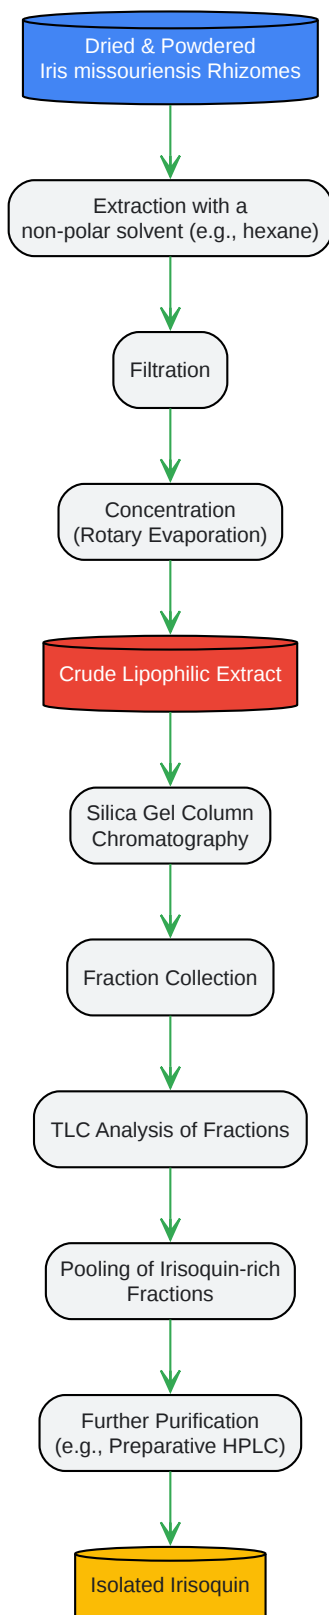 Dried & Powdered
Iris missouriensis Rhizomes
Extraction with a
non-polar solvent (e.g., hexane)
Filtration
Concentration
(Rotary Evaporation)
Crude Lipophilic Extract
Silica Gel Column
Chromatography
Fraction Collection
TLC Analysis of Fractions
Pooling of Irisoquin-rich
Fractions
Further Purification
(e.g., Preparative HPLC)
Isolated Irisoquin